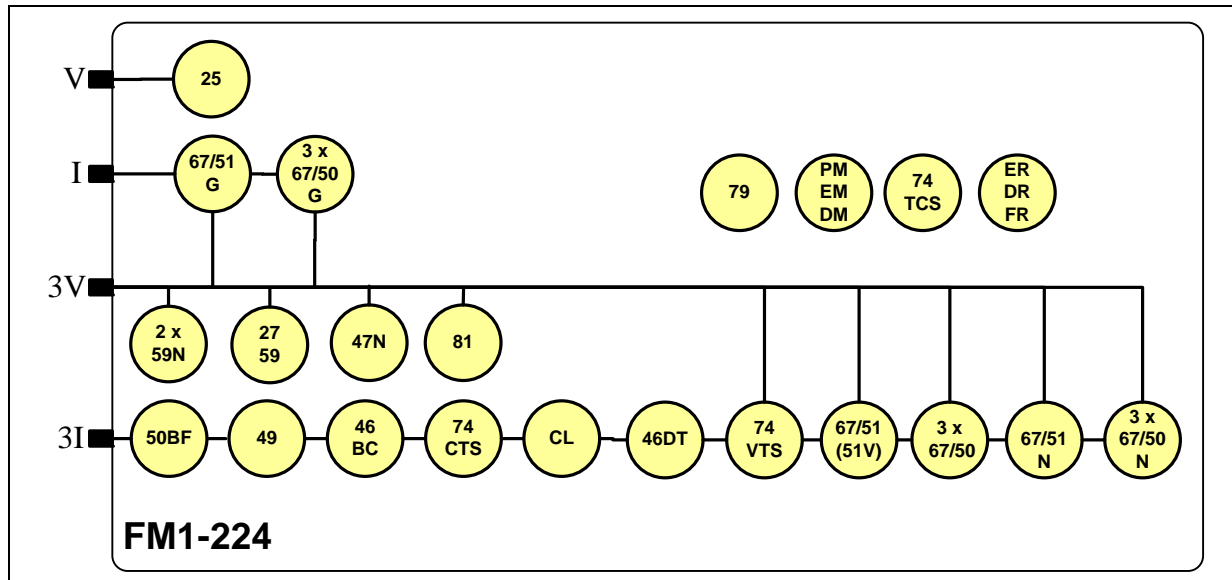 V
25
I
67/51
G
3 x
67/50
G
79
PM
EM
DM
74
TCS
ER
DR
FR
3V
2 x
59N
27
59
47N
81
3I
50BF
49
46
BC
74
CTS
CL
46DT
74
VTS
67/51
(51V)
3 x
67/50
67/51
N
3 x
67/50
N
FM1-224